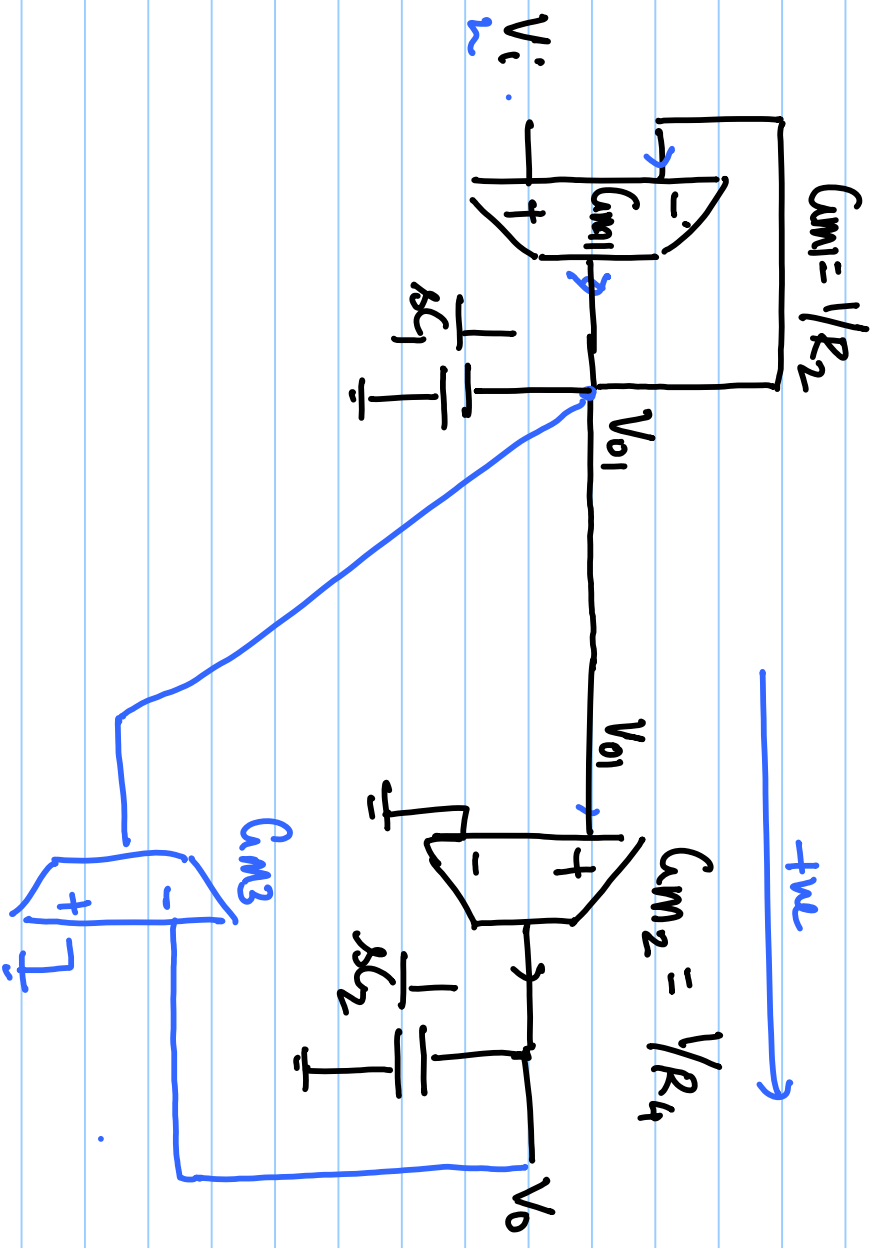 Gm1 = 1/R2
Vi
-
Gm1
+
Vo1
1
sC1
+ve
Gm2 = 1/R4
Vo1
+
-
1
sC2
Vo
Gm3
-
+